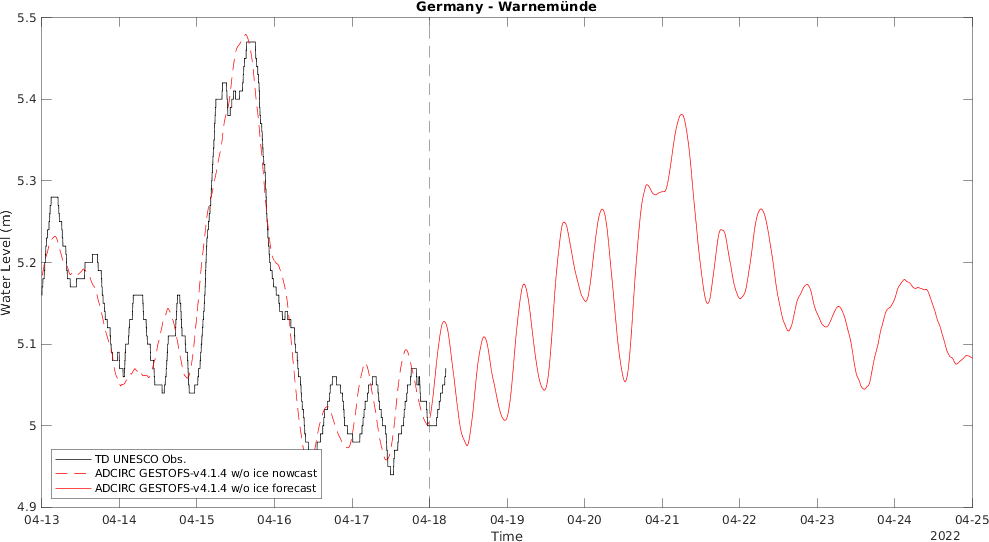 Germany - Warnemünde
5.5
5.4
5.3
5.2
5.1
5
4.9
Water Level (m)
TD UNESCO Obs.
ADCIRC GESTOFS-v4.1.4 w/o ice nowcast
ADCIRC GESTOFS-v4.1.4 w/o ice forecast
04-13 04-14 04-15 04-16 04-17 04-18 04-19 04-20 04-21 04-22 04-23 04-24 04-25
Time
2022